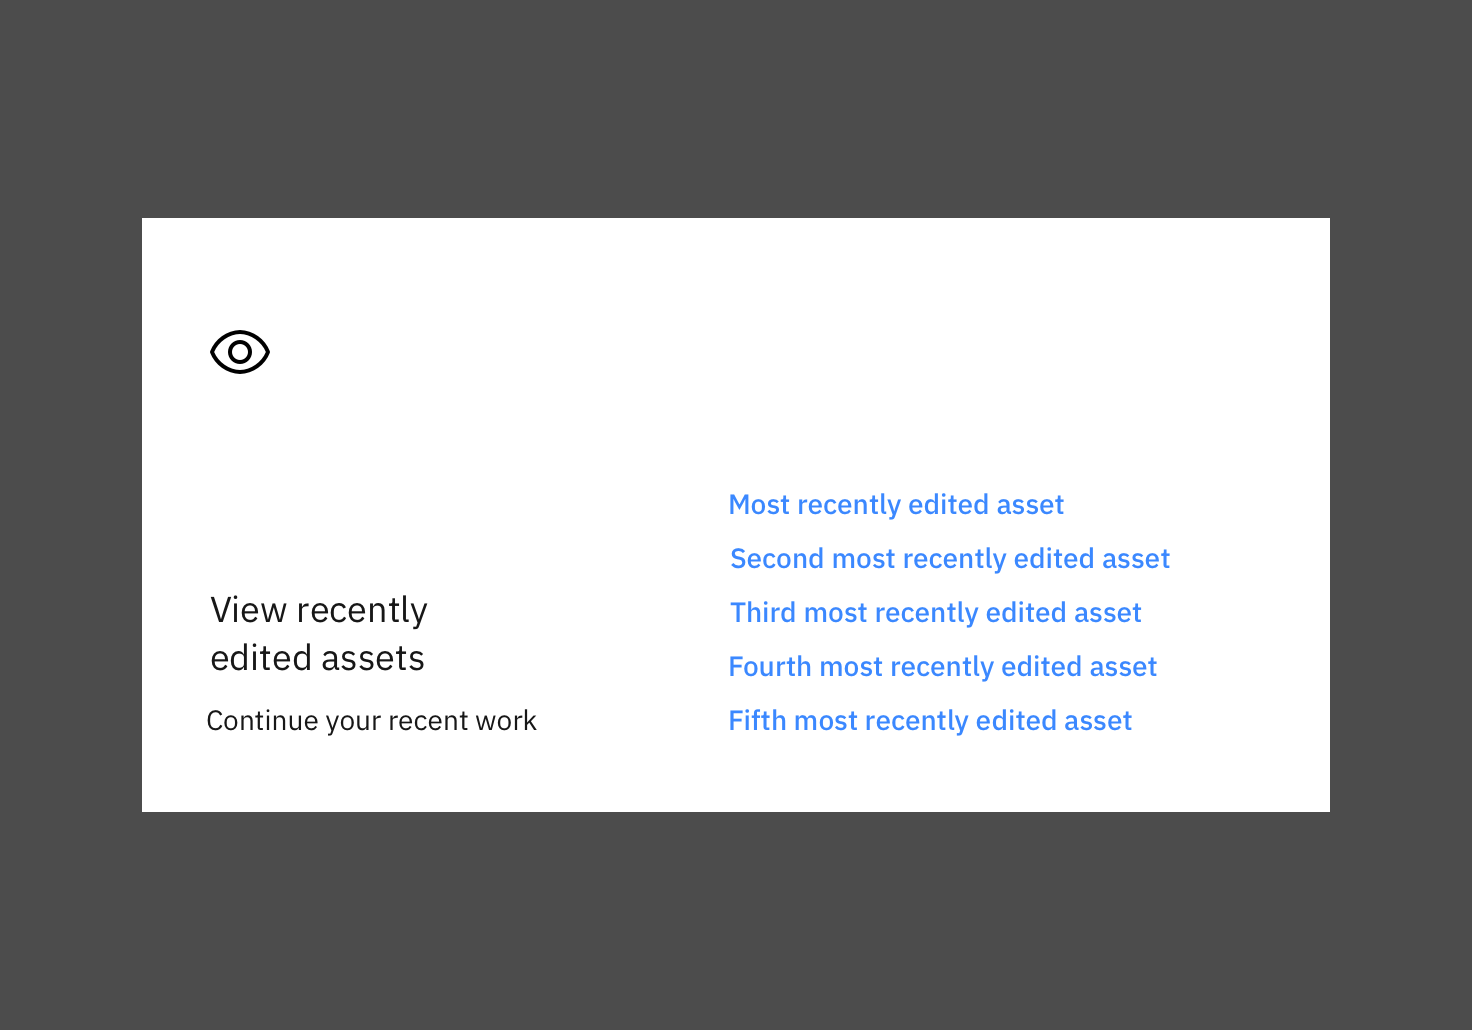 View recently
edited assets
Continue your recent work
Most recently edited asset
Second most recently edited asset
Third most recently edited asset
Fourth most recently edited asset
Fifth most recently edited asset